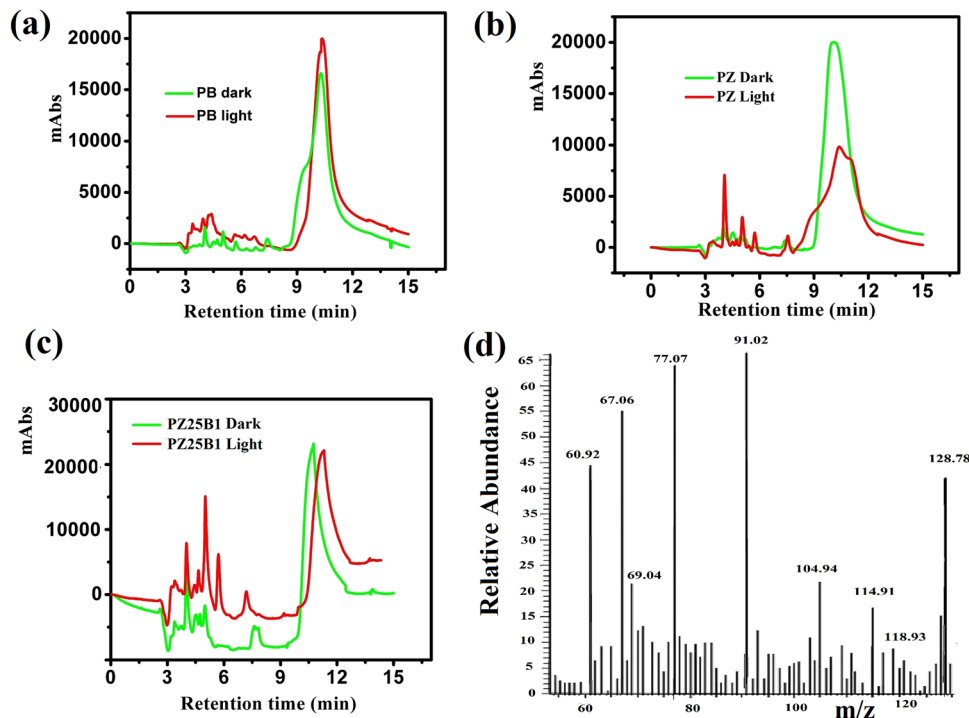 (a)
20000
15000
10000
5000
0
-5000
mAbs
PB dark
PB light
0 3 6 9 12 15
Retention time (min)
(b)
20000
15000
10000
5000
0
-5000
mAbs
PZ Dark
PZ Light
0 3 6 9 12 15
Retention time (min)
(c)
30000
20000
10000
0
-10000
mAbs
PZ25B1 Dark
PZ25B1 Light
0 3 6 9 12 15
Retention time (min)
(d)
65
60
55
50
45
40
35
30
25
20
15
10
5
0
Relative Abundance
60.92
67.06
69.04
77.07
91.02
104.94
114.91
118.93
128.78
60 80 100 120
m/z